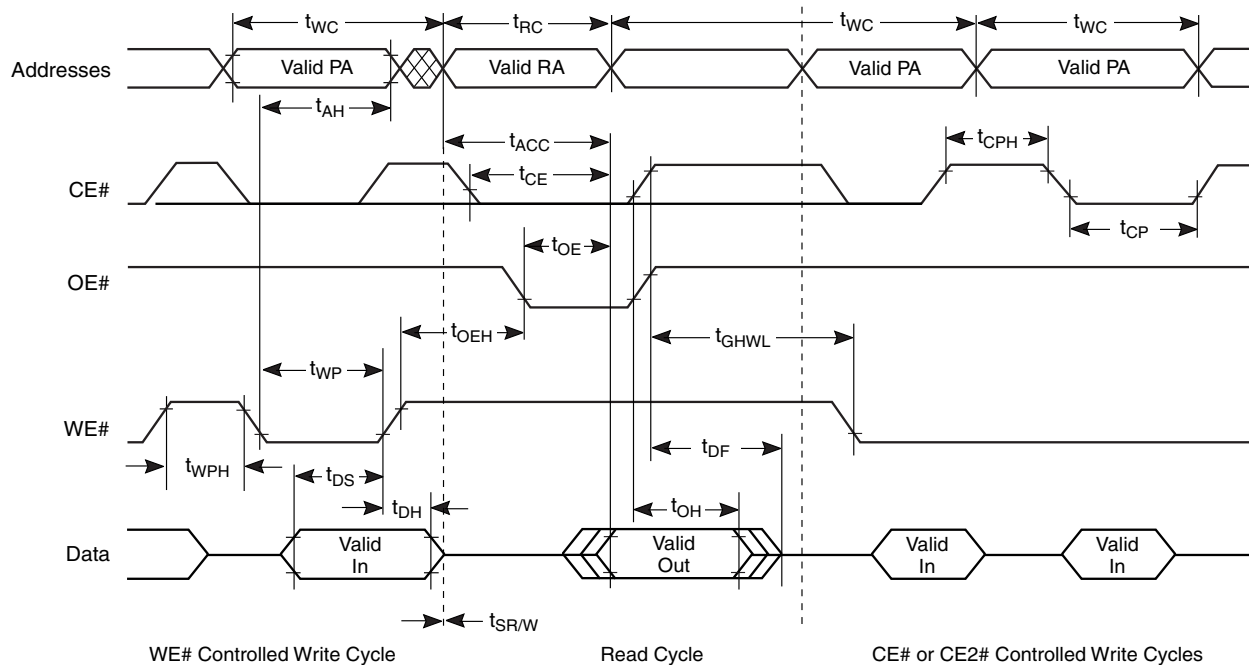 tWC tRC tWC tWC
Addresses Valid PA Valid RA Valid PA Valid PA
tAH
tACC tCPH
CE# tCE
tCP
tOE
OE#
tOEH tGHWL
tWP
WE#
tDF
tWPH tDS
tDH tOH
Data Valid In Valid Out Valid In Valid In
tSR/W
WE# Controlled Write Cycle Read Cycle CE# or CE2# Controlled Write Cycles